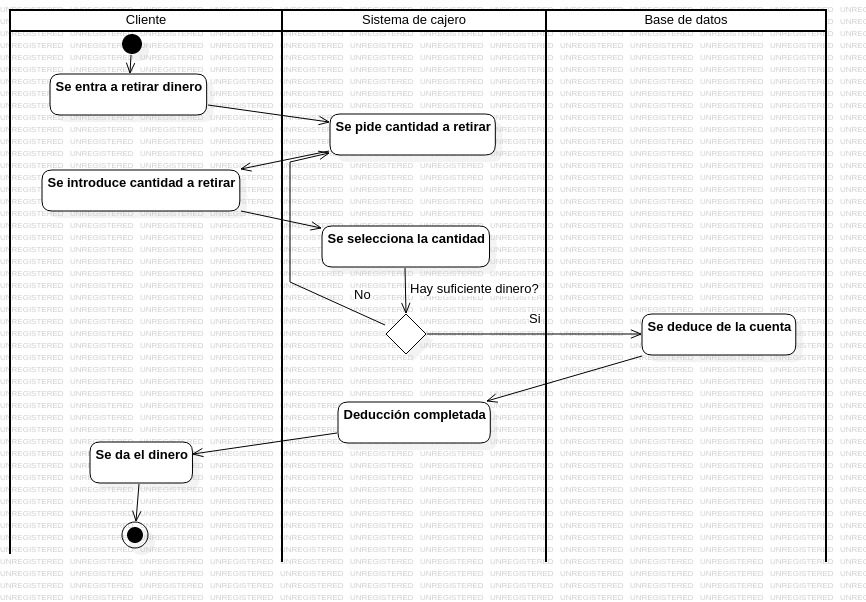 Cliente
Sistema de cajero
Base de datos
Se entra a retirar dinero
Se pide cantidad a retirar
Se introduce cantidad a retirar
Se selecciona la cantidad
Hay suficiente dinero?
No
Si
Se deduce de la cuenta
Deducción completada
Se da el dinero
UNREGISTERED